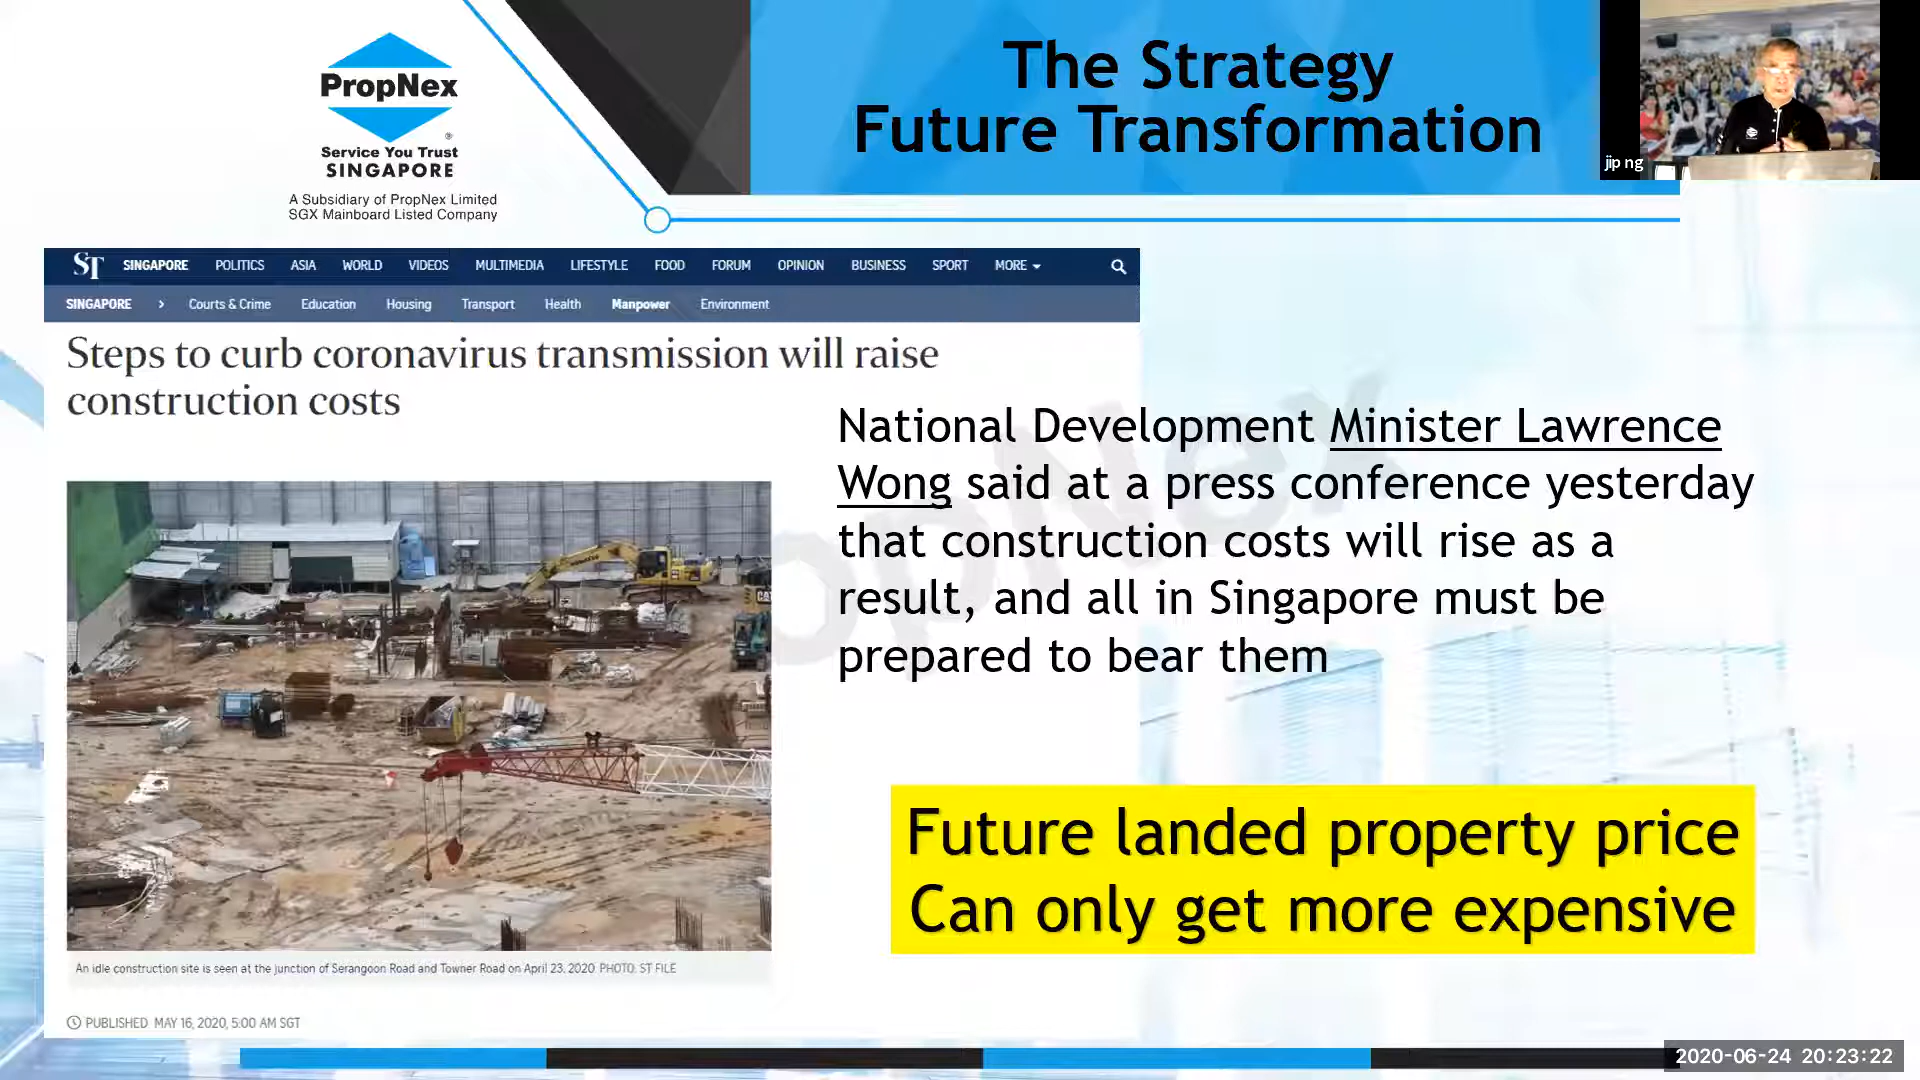 PropNex
®
Service You Trust
SINGAPORE
A Subsidiary of PropNex Limited
SGX Mainboard Listed Company
The Strategy
Future Transformation
jip ng
ST SINGAPORE POLITICS ASIA WORLD VIDEOS MULTIMEDIA LIFESTYLE FOOD FORUM OPINION BUSINESS SPORT MORE
SINGAPORE > Courts & Crime Education Housing Transport Health Manpower Environment
Steps to curb coronavirus transmission will raise
construction costs
National Development Minister Lawrence
Wong said at a press conference yesterday
that construction costs will rise as a
result, and all in Singapore must be
prepared to bear them
PropNex
CAT
Future landed property price
Can only get more expensive
An idle construction site is seen at the junction of Serangoon Road and Towner Road on April 23, 2020. PHOTO: ST FILE
PUBLISHED MAY 16, 2020, 5:00 AM SGT
2020-06-24 20:23:22